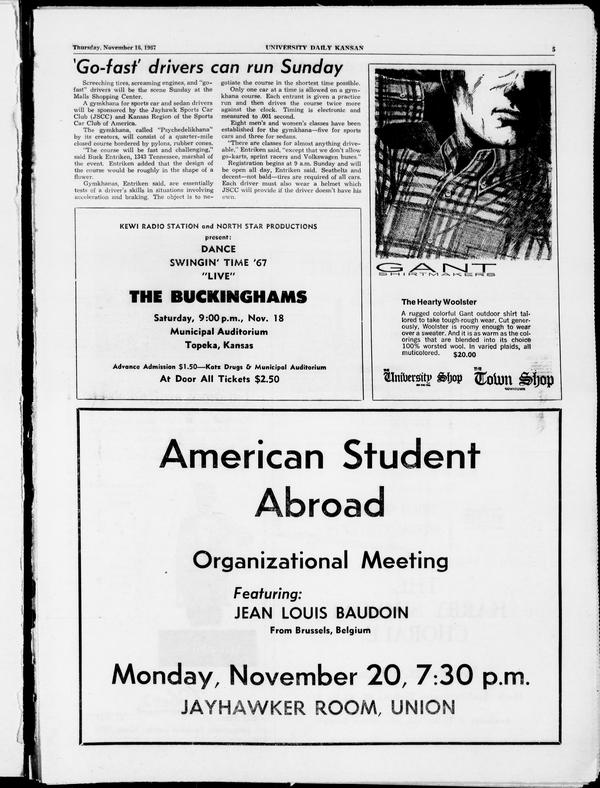 Thursday, November 16, 1967 UNIVERSITY DAILY KANSAN 5
'Go-fast' drivers can run Sunday
Screeching tires, screaming engines, and "go-
fast" drivers will be the scene Sunday at the
Malls Shopping Center.
A gymkhana for sports car and sedan drivers
will be sponsored by the Jayhawk Sports Car
Club (JSCC) and Kansas Region of the Sports
Car Club of America.
The gymkhana, called "Psychedelikhana"
by its creators, will consist of a quarter-mile
closed course bordered by pylons, rubber cones.
"The course will be fast and challenging,"
said Buck Entriken, 1343 Tennessee, marshal of
the event. Entriken added that the design of
the course would be roughly in the shape of a
flower.
Gymkhanas, Entriken said, are essentially
tests of a driver's skills in situations involving
acceleration and braking. The object is to ne-
gotiate the course in the shortest time possible.
Only one car at a time is allowed on a gym-
khana course. Each entrant is given a practice
run and then drives the course twice more
against the clock. Timing is electronic and
measured to .001 second.
Eight men's and women's classes have been
established for the gymkhana—five for sports
cars and three for sedans.
"There are classes for almost anything drive-
able," Entriken said, "except that we don't allow
go-karts, sprint racers and Volkswagen buses."
Registration begins at 9 a.m. Sunday and will
be open all day, Entriken said. Seatbelts and
decent—not bald—tires are required of all cars.
Each driver must also wear a helmet which
JSCC will provide if the driver doesn't have his
own.
KEWI RADIO STATION and NORTH STAR PRODUCTIONS
present:
DANCE
SWINGIN' TIME '67
"LIVE"
THE BUCKINGHAMS
Saturday, 9:00 p.m., Nov. 18
Municipal Auditorium
Topeka, Kansas
Advance Admission $1.50—Katz Drugs & Municipal Auditorium
At Door All Tickets $2.50
GANT
SHIRTMAKERS
The Hearty Woolster
A rugged colorful Gant outdoor shirt tai-
lored to take tough-rough wear. Cut gener-
ously, Woolster is roomy enough to wear
over a sweater. And it is as warm as the col-
orings that are blended into its choice
100% worsted wool. In varied plaids, all
muticolored. $20.00
THE University Shop
THE Town Shop
DOWNTOWN
American Student
Abroad
Organizational Meeting
Featuring:
JEAN LOUIS BAUDOIN
From Brussels, Belgium
Monday, November 20, 7:30 p.m.
JAYHAWKER ROOM, UNION